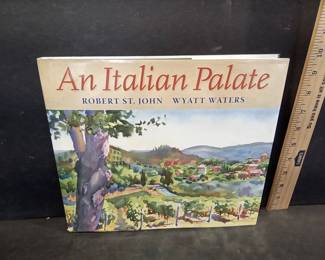 An Italian Palate
ROBERT ST. JOHN WYATT WATERS